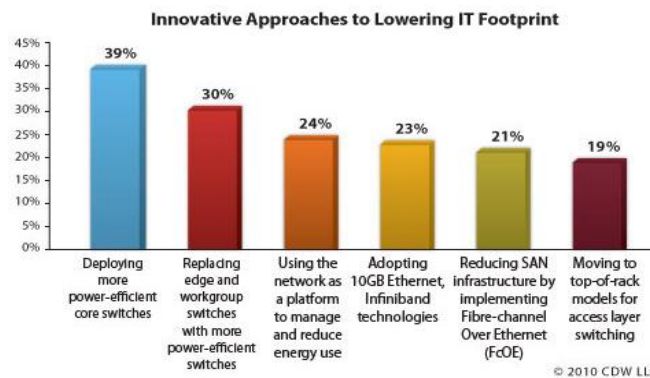 Innovative Approaches to Lowering IT Footprint
45%
40%
35%
30%
25%
20%
15%
10%
5%
0%
39%
30%
24%
23%
21%
19%
Deploying
more
power-efficient
core switches
Replacing
edge and
workgroup
switches
with more
power-efficient
switches
Using the
network as
a platform
to manage
and reduce
energy use
Adopting
10GB Ethernet,
Infiniband
technologies
Reducing SAN
infrastructure by
implementing
Fibre-channel
Over Ethernet
(FcOE)
Moving to
top-of-rack
models for
access layer
switching
© 2010 CDW LL